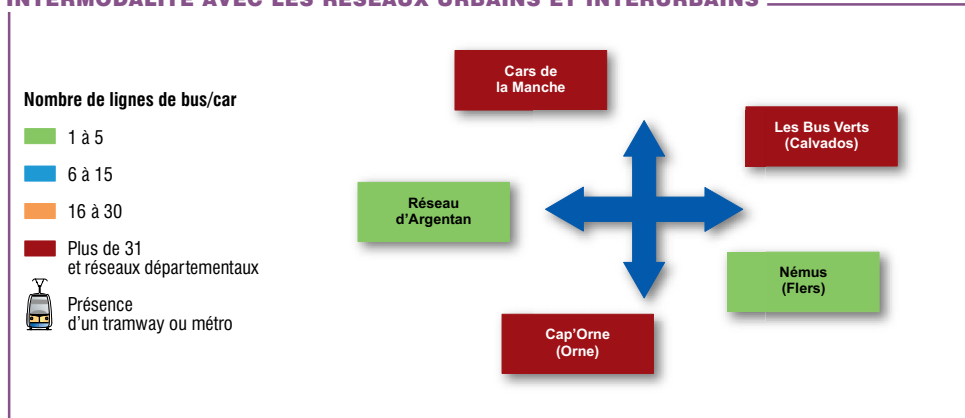 INTERMODALITÉ AVEC LES RÉSEAUX URBAINS ET INTERURBAINS
Nombre de lignes de bus/car
1 à 5
6 à 15
16 à 30
Plus de 31
et réseaux départementaux
Présence
d’un tramway ou métro
Cars de
la Manche
Les Bus Verts
(Calvados)
Réseau
d’Argentan
Némus
(Flers)
Cap’Orne
(Orne)